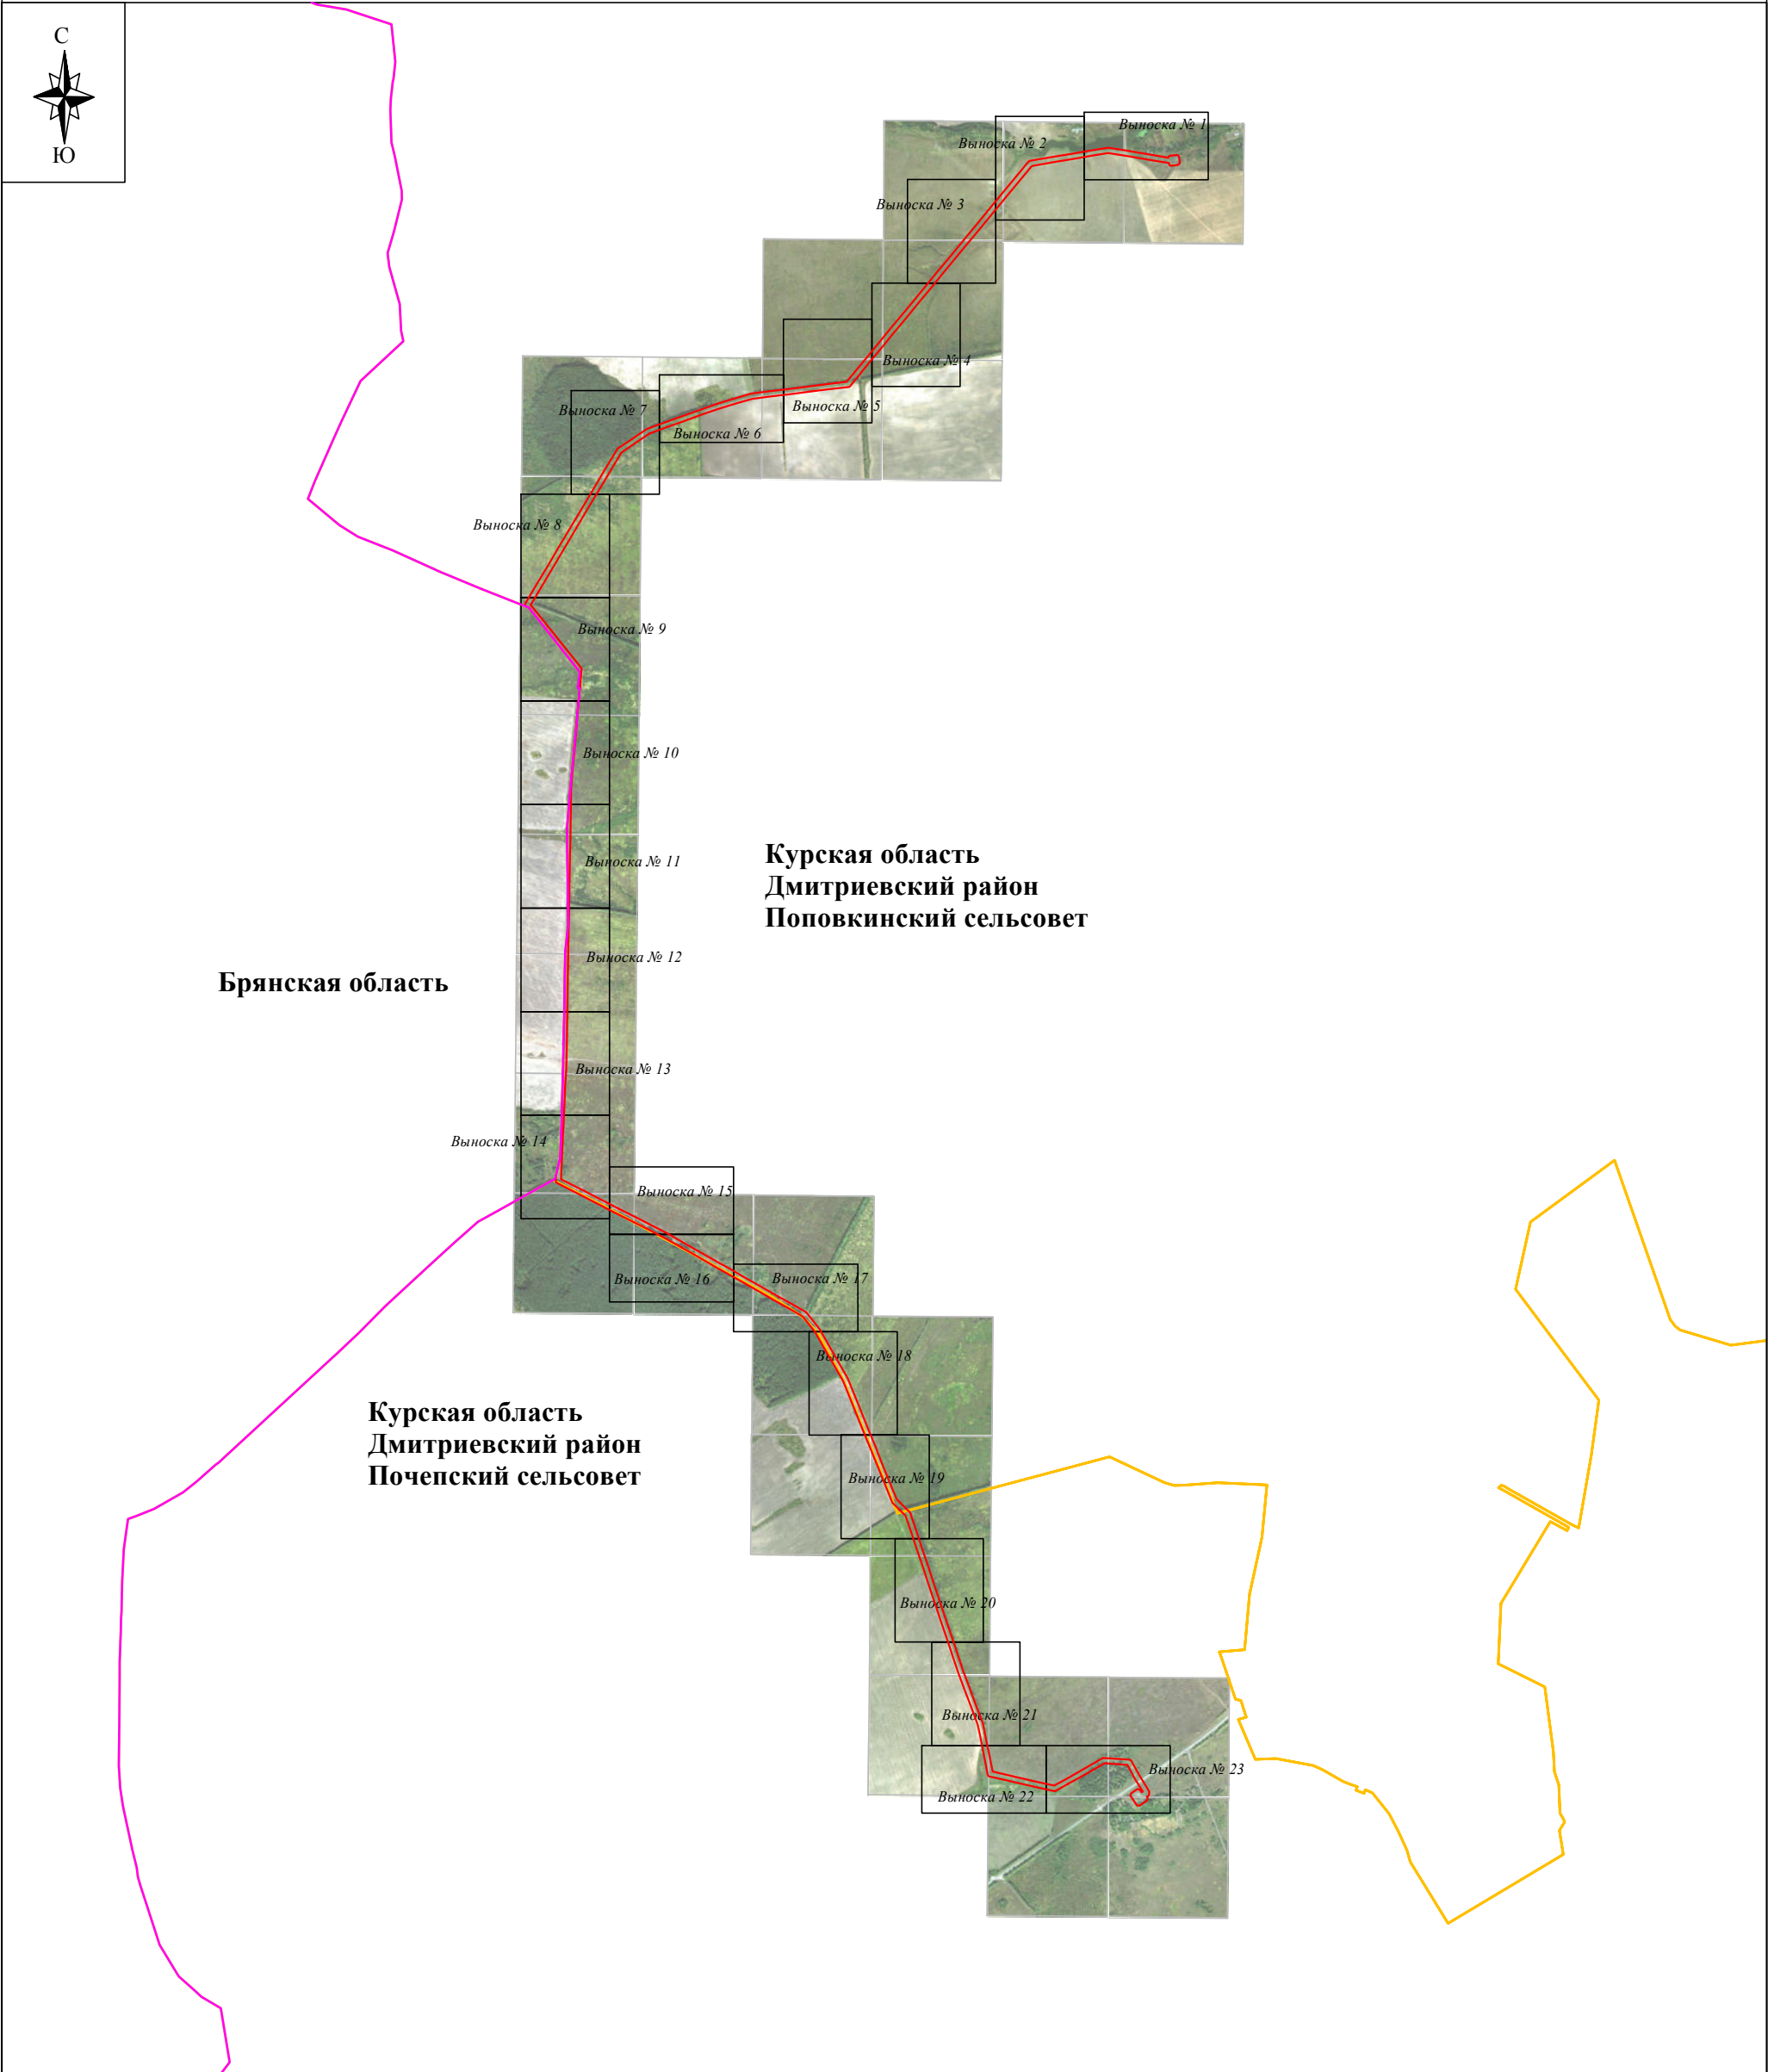 С
Ю
Выноска № 1
Выноска № 2
Выноска № 3
Выноска № 4
Выноска № 5
Выноска № 6
Выноска № 7
Выноска № 8
Выноска № 9
Выноска № 10
Выноска № 11
Курская область
Дмитриевский район
Поповкинский сельсовет
Выноска № 12
Брянская область
Выноска № 13
Выноска № 14
Выноска № 15
Выноска № 16
Выноска № 17
Выноска № 18
Курская область
Дмитриевский район
Почепский сельсовет
Выноска № 19
Выноска № 20
Выноска № 21
Выноска № 22
Выноска № 23